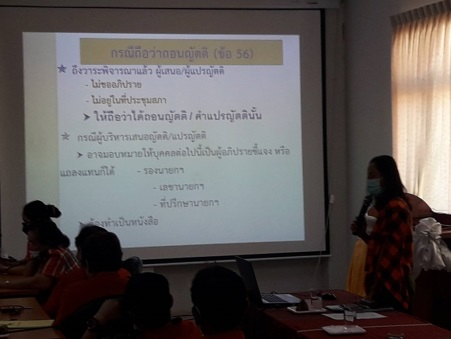 กรณีถือว่าถอนญัตติ (ข้อ 56)
★ ถึงวาระพิจารณาแล้ว ผู้เสนอ/ผู้แปรญัตติ
- ไม่ขออภิปราย
- ไม่อยู่ในที่ประชุมสภา
➤ ให้ถือว่าได้ถอนญัตติ / คำแปรญัตตินั้น
★ กรณีผู้บริหารเสนอญัตติ/แปรญัตติ
➤ อาจมอบหมายให้บุคคลต่อไปนี้เป็นผู้อภิปรายชี้แจง หรือ
แถลงแทนก็ได้ - รองนายกฯ
- เลขานายกฯ
- ที่ปรึกษานายกฯ
ต้องทำเป็นหนังสือ